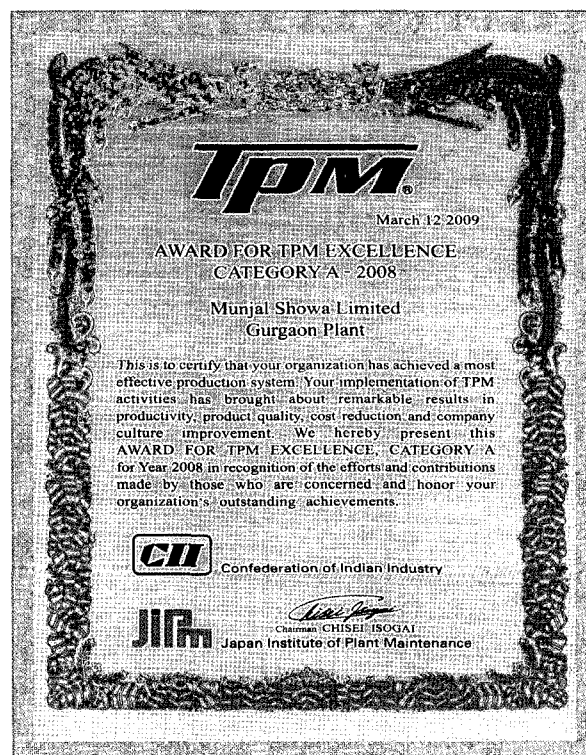 TPM®
March 12 2009
AWARD FOR TPM EXCELLENCE
CATEGORY A - 2008
Munjal Showa Limited
Gurgaon Plant
This is to certify that your organization has achieved a most
effective production system. Your implementation of TPM
activities has brought about remarkable results in
productivity, product quality, cost reduction and company
culture improvement. We hereby present this
AWARD FOR TPM EXCELLENCE, CATEGORY A
for Year 2008 in recognition of the efforts and contributions
made by those who are concerned and honor your
organization's outstanding achievements.
CII Confederation of Indian Industry
Chisei Isogai
Chairman CHISEI ISOGAI
JIPM Japan Institute of Plant Maintenance